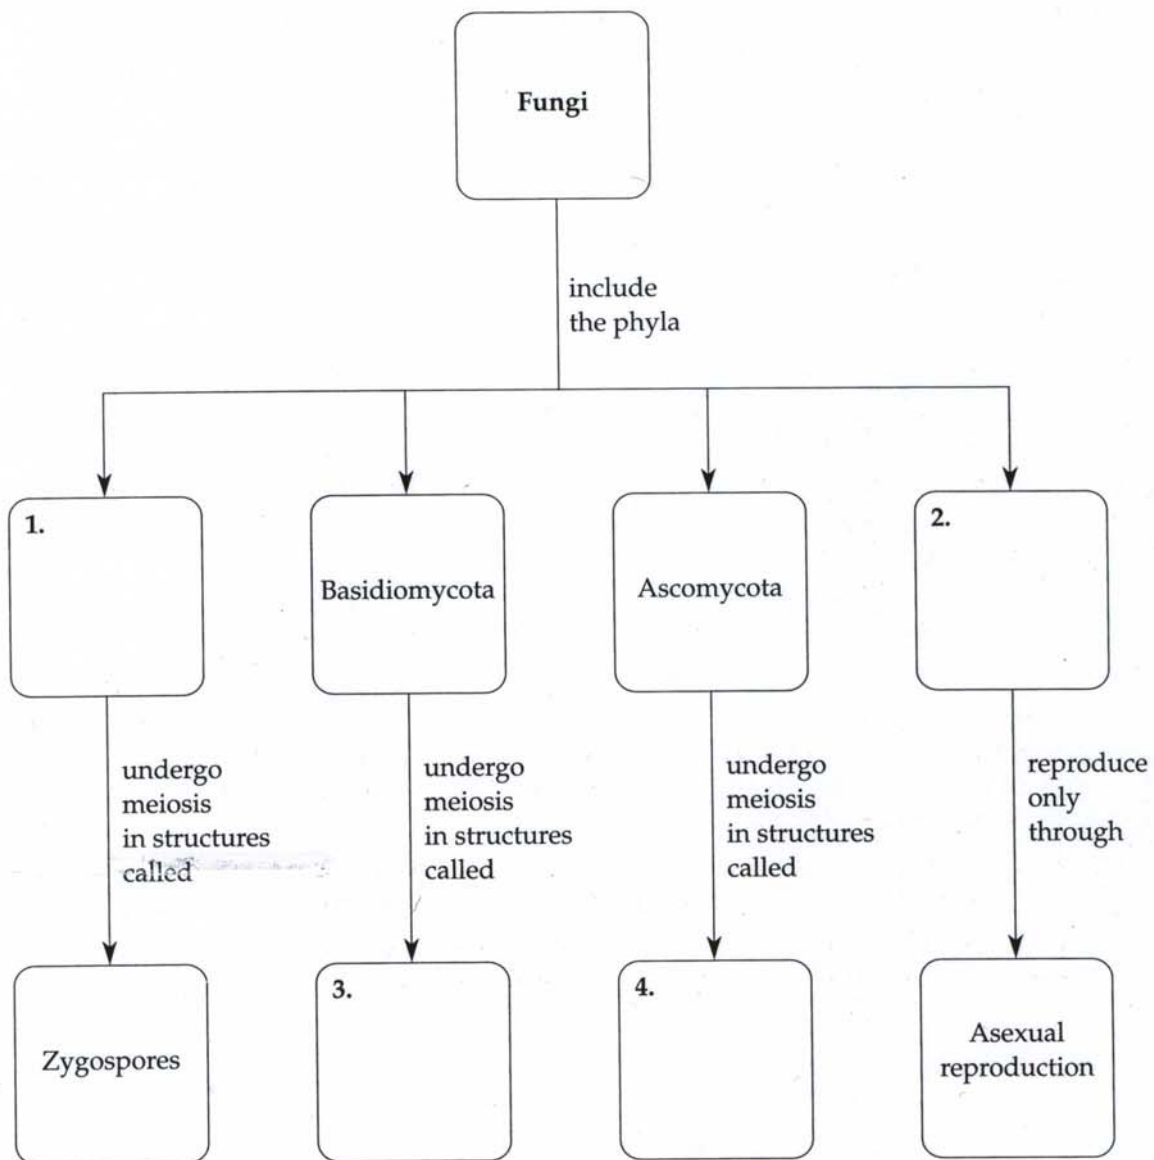 Fungi
include
the phyla
1.
Basidiomycota
Ascomycota
2.
undergo
meiosis
in structures
called
undergo
meiosis
in structures
called
undergo
meiosis
in structures
called
reproduce
only
through
Zygospores
3.
4.
Asexual
reproduction